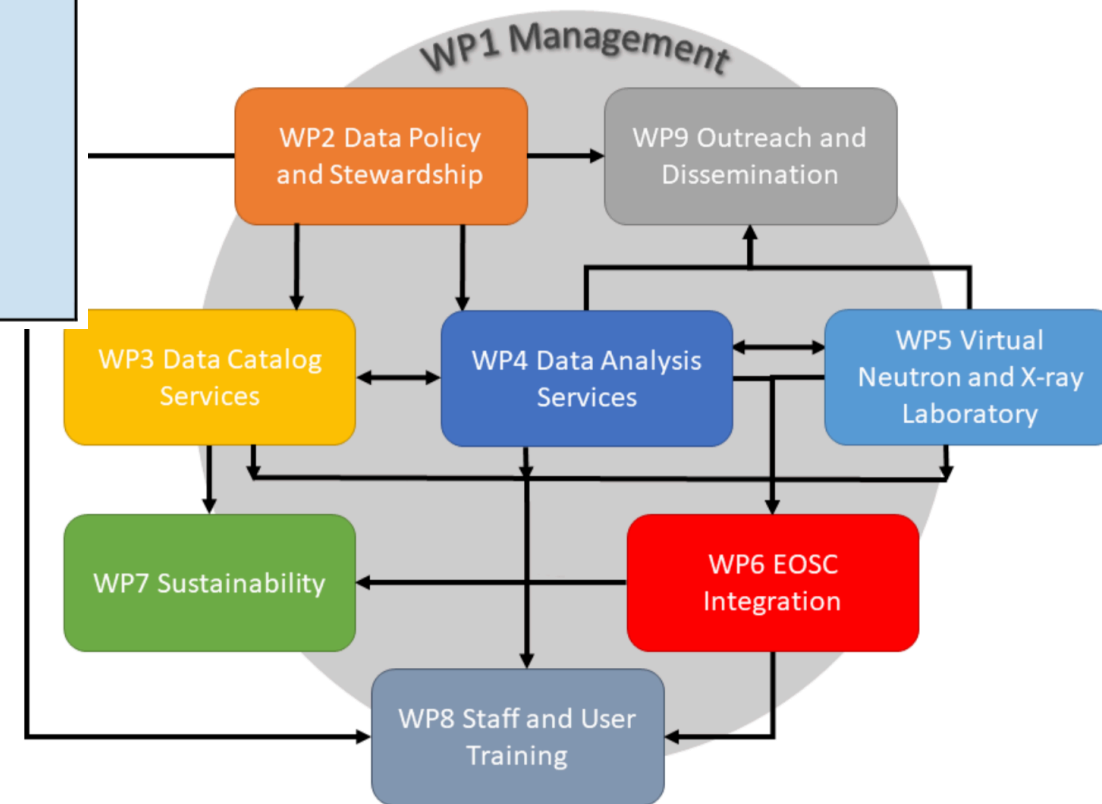 WP1 Management
WP2 Data Policy
and Stewardship
WP9 Outreach and
Dissemination
WP3 Data Catalog
Services
WP4 Data Analysis
Services
WP5 Virtual
Neutron and X-ray
Laboratory
WP7 Sustainability
WP6 EOSC
Integration
WP8 Staff and User
Training